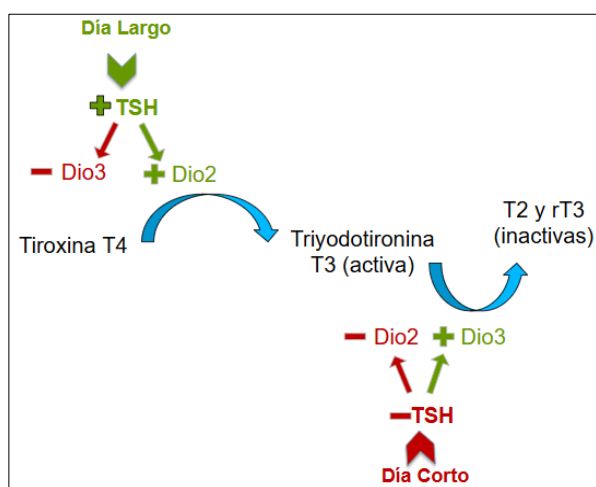 Día Largo
+ TSH
− Dio3
+ Dio2
Tiroxina T4
Triyodotironina
T3 (activa)
T2 y rT3
(inactivas)
− Dio2
+ Dio3
−TSH
Día Corto